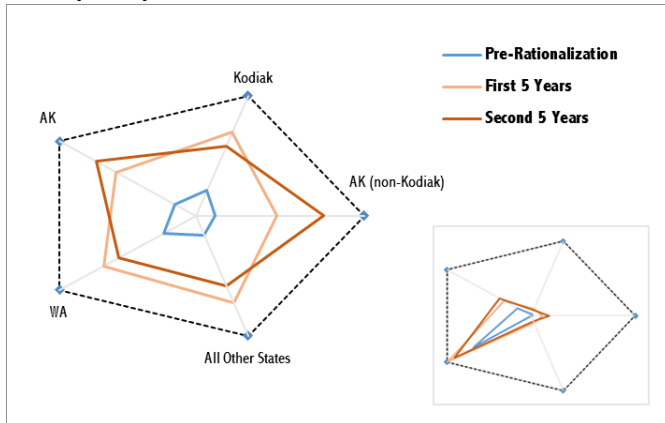 Kodiak
Pre-Rationalization
First 5 Years
Second 5 Years
AK
AK (non-Kodiak)
WA
All Other States